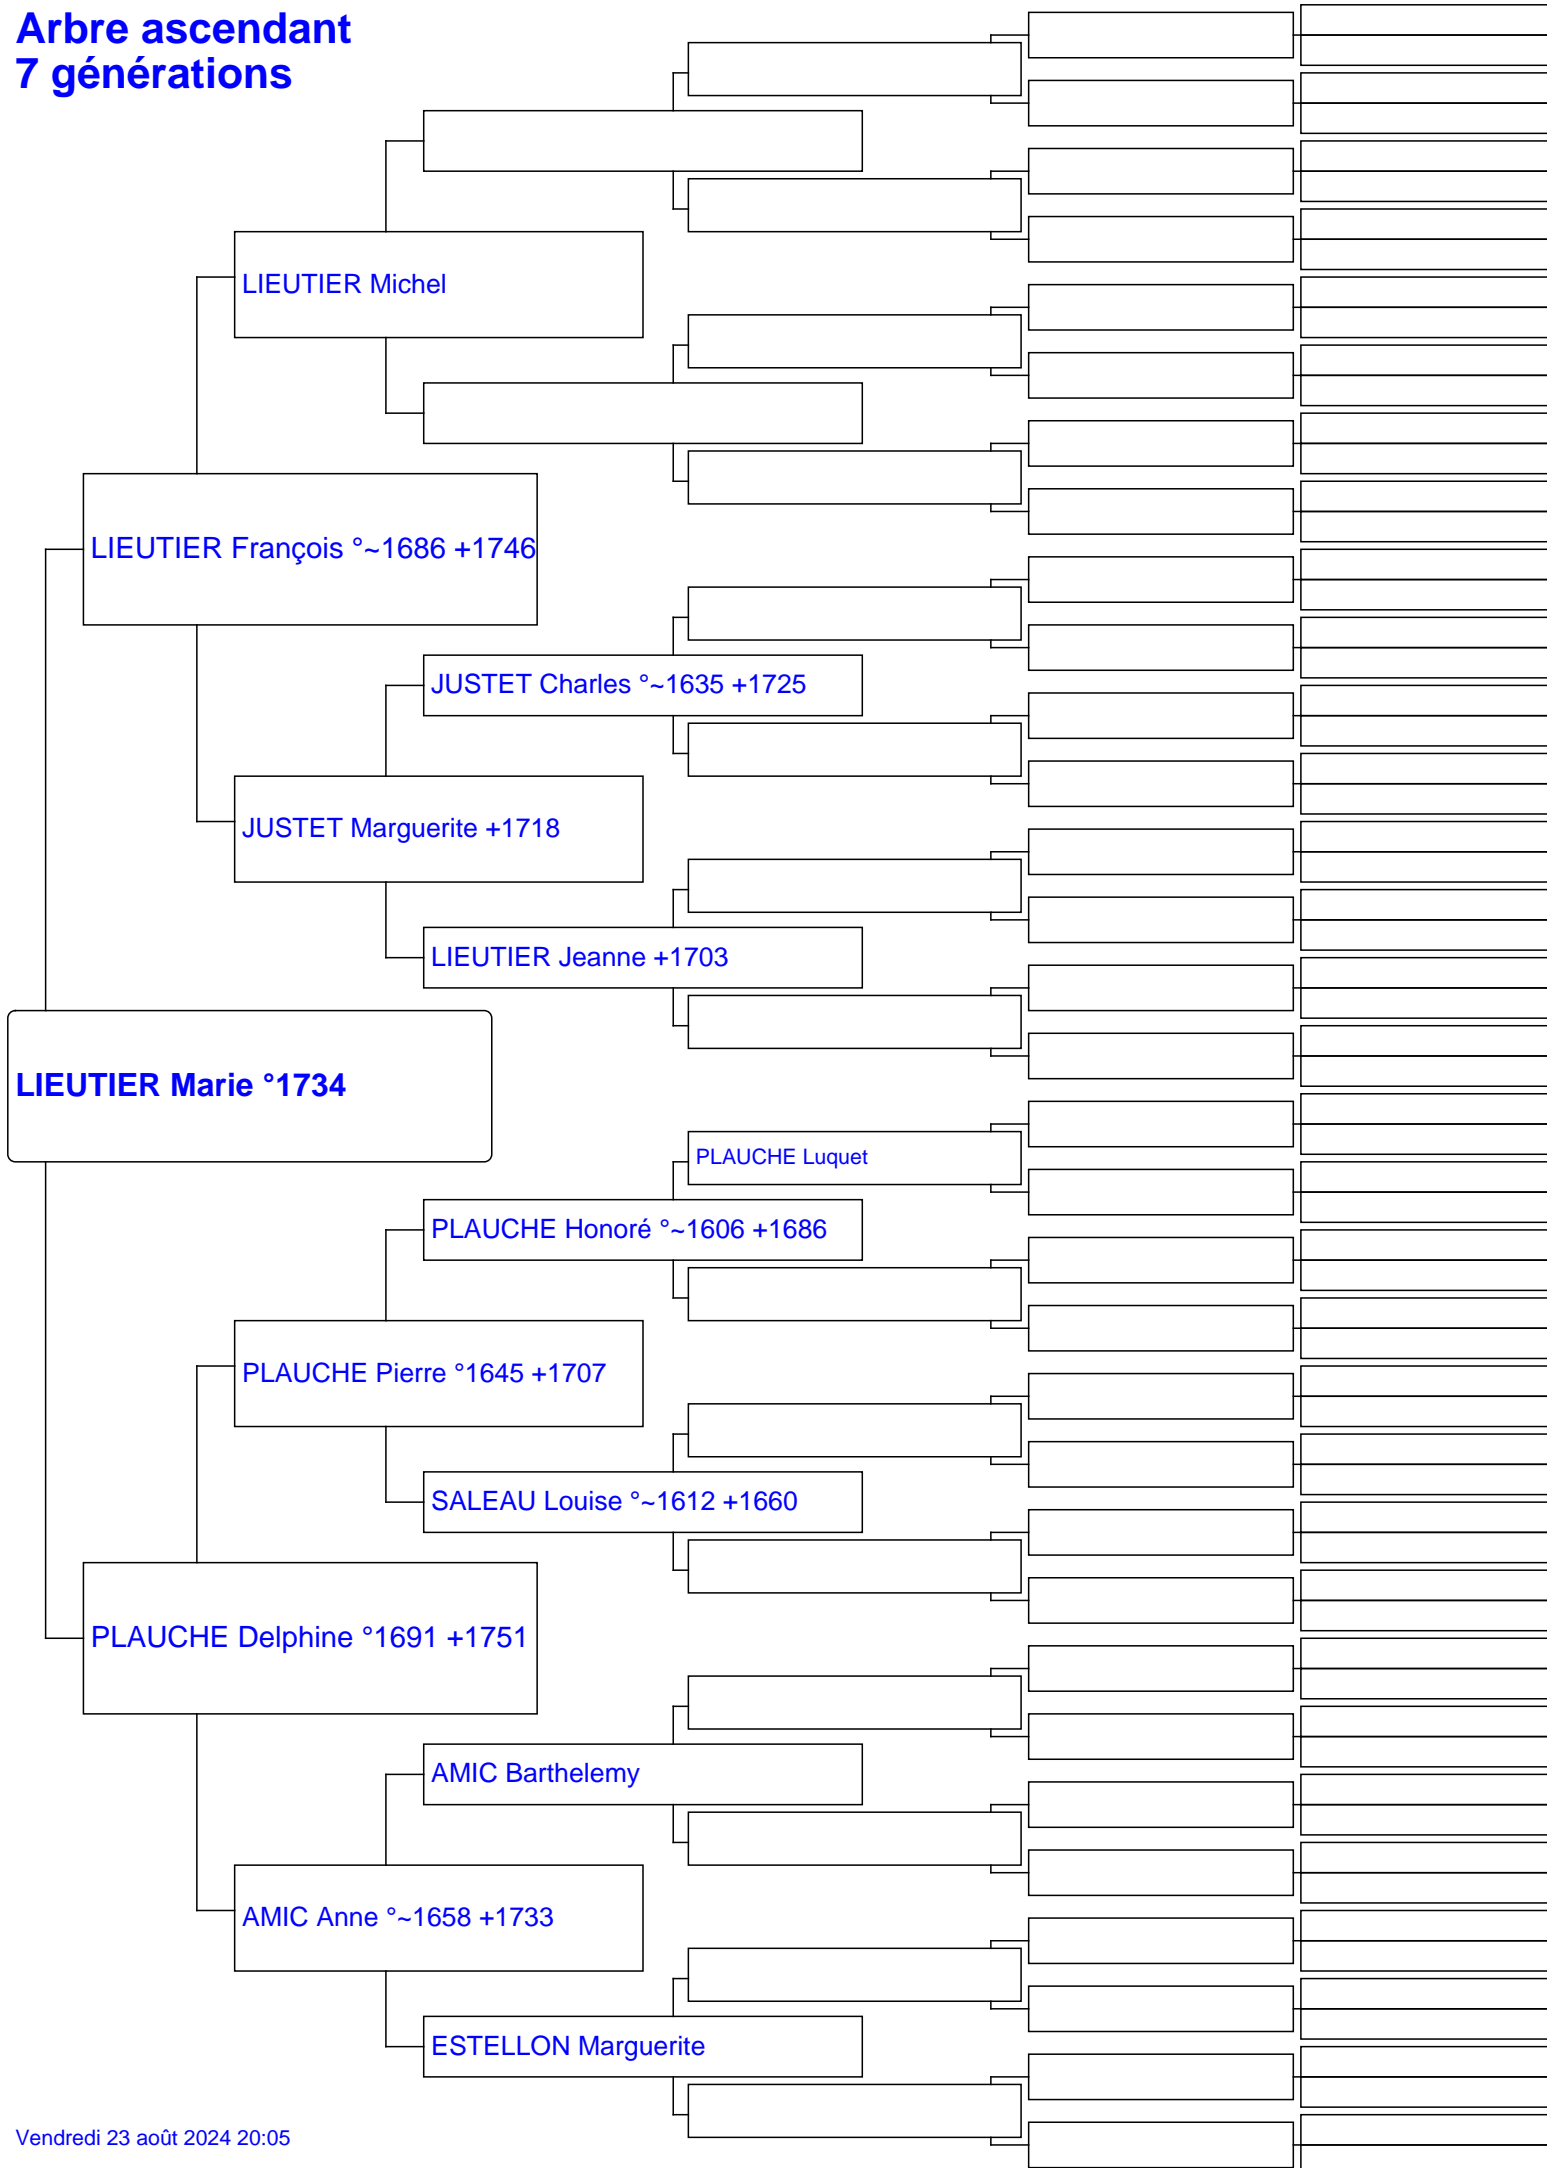 Arbre ascendant
7 générations
LIEUTIER Michel
LIEUTIER François °~1686 +1746
JUSTET Charles °~1635 +1725
JUSTET Marguerite +1718
LIEUTIER Jeanne +1703
LIEUTIER Marie °1734
PLAUCHE Luquet
PLAUCHE Honoré °~1606 +1686
PLAUCHE Pierre °1645 +1707
SALEAU Louise °~1612 +1660
PLAUCHE Delphine °1691 +1751
AMIC Barthelemy
AMIC Anne °~1658 +1733
ESTELLON Marguerite
Vendredi 23 août 2024 20:05